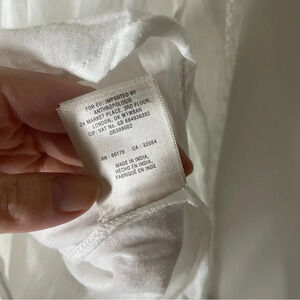 FOR EU: IMPORTED BY
ANTHROPOLOGIE
24 MARKET PLACE, 3RD FLOOR,
LONDON, UK W1W8AN
VAT No. GB 694936382
RN : 66170 CA : 32054
MADE IN INDIA,
HECHO EN INDIA,
FABRIQUÉ EN INDE